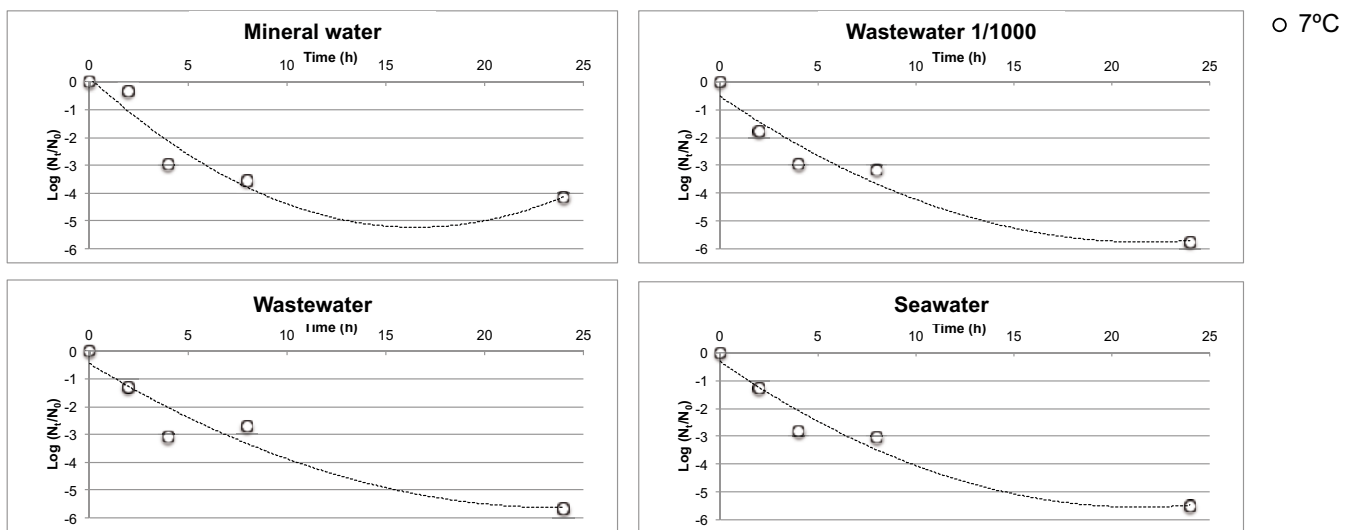 Mineral water
Time (h)
0 5 10 15 20 25
0
-1
-2
-3
-4
-5
-6
Log (Nt/N0)
Wastewater 1/1000
Time (h)
0 5 10 15 20 25
0
-1
-2
-3
-4
-5
-6
Log (Nt/N0)
7ºC
Wastewater
Time (h)
0 5 10 15 20 25
0
-1
-2
-3
-4
-5
-6
Log (Nt/N0)
Seawater
Time (h)
0 5 10 15 20 25
0
-1
-2
-3
-4
-5
-6
Log (Nt/N0)